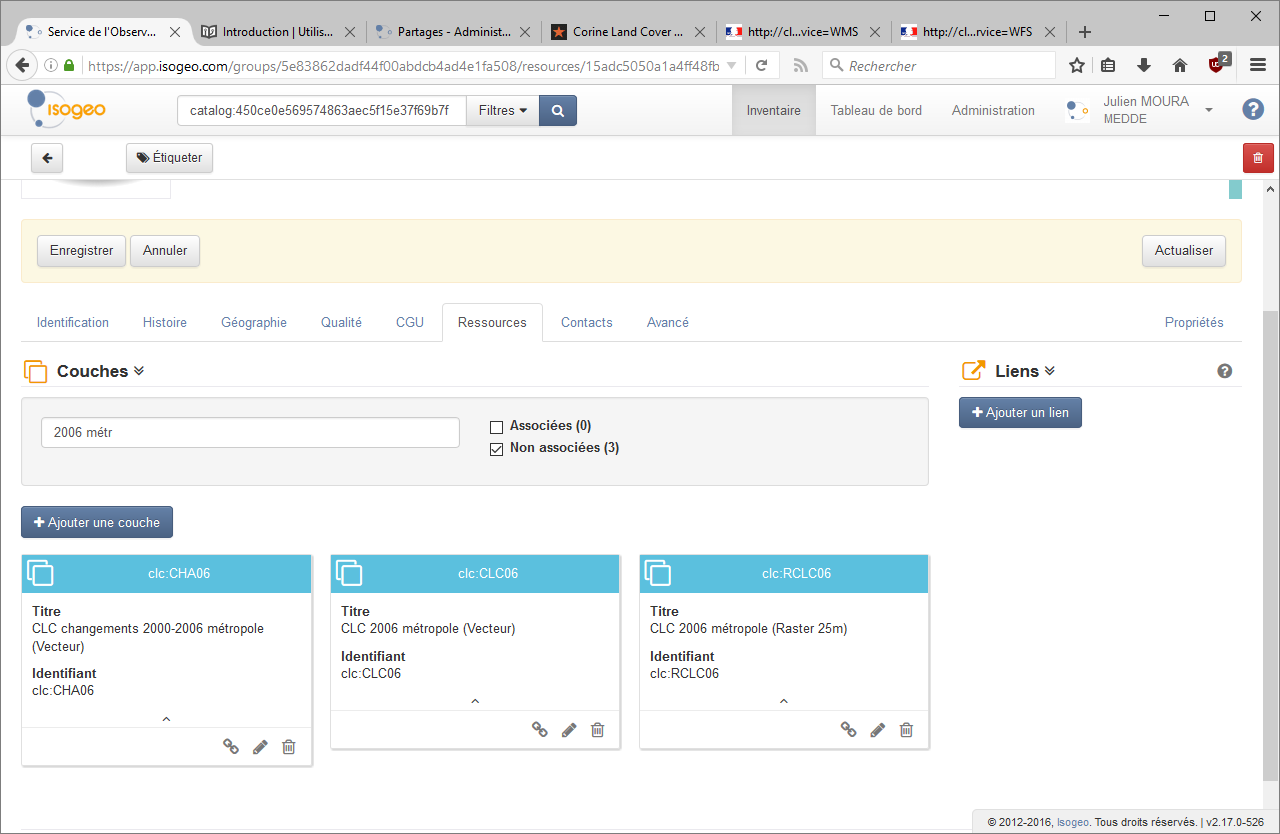 Service de l'Observ...
Introduction | Utilis...
Partages - Administ...
Corine Land Cover ...
http://cl...vice=WMS
http://cl...rvice=WFS
https://app.isogeo.com/groups/5e83862dadf44f00abdcb4ad4e1fa508/resources/15adc5050a1a4ff48fb
Rechercher
2
isogeo
catalog:450ce0e569574863aec5f15e37f69b7f
Filtres
Inventaire
Tableau de bord
Administration
Julien MOURA
MEDDE
?
Étiqueter
Enregistrer
Annuler
Actualiser
Identification
Histoire
Géographie
Qualité
CGU
Ressources
Contacts
Avancé
Propriétés
Couches
Liens
?
2006 métr
Associées (0)
Non associées (3)
Ajouter un lien
Ajouter une couche
clc:CHA06
Titre
CLC changements 2000-2006 métropole
(Vecteur)
Identifiant
clc:CHA06
clc:CLC06
Titre
CLC 2006 métropole (Vecteur)
Identifiant
clc:CLC06
clc:RCLC06
Titre
CLC 2006 métropole (Raster 25m)
Identifiant
clc:RCLC06
© 2012-2016, Isogeo. Tous droits réservés. | v2.17.0-526